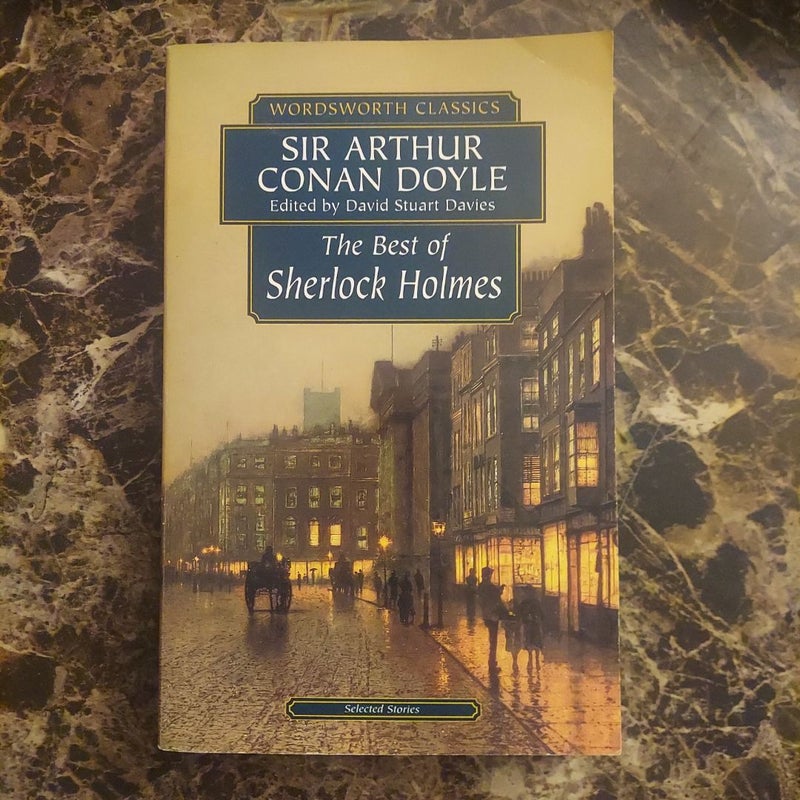 WORDSWORTH CLASSICS
SIR ARTHUR
CONAN DOYLE
Edited by David Stuart Davies
The Best of
Sherlock Holmes
Selected Stories